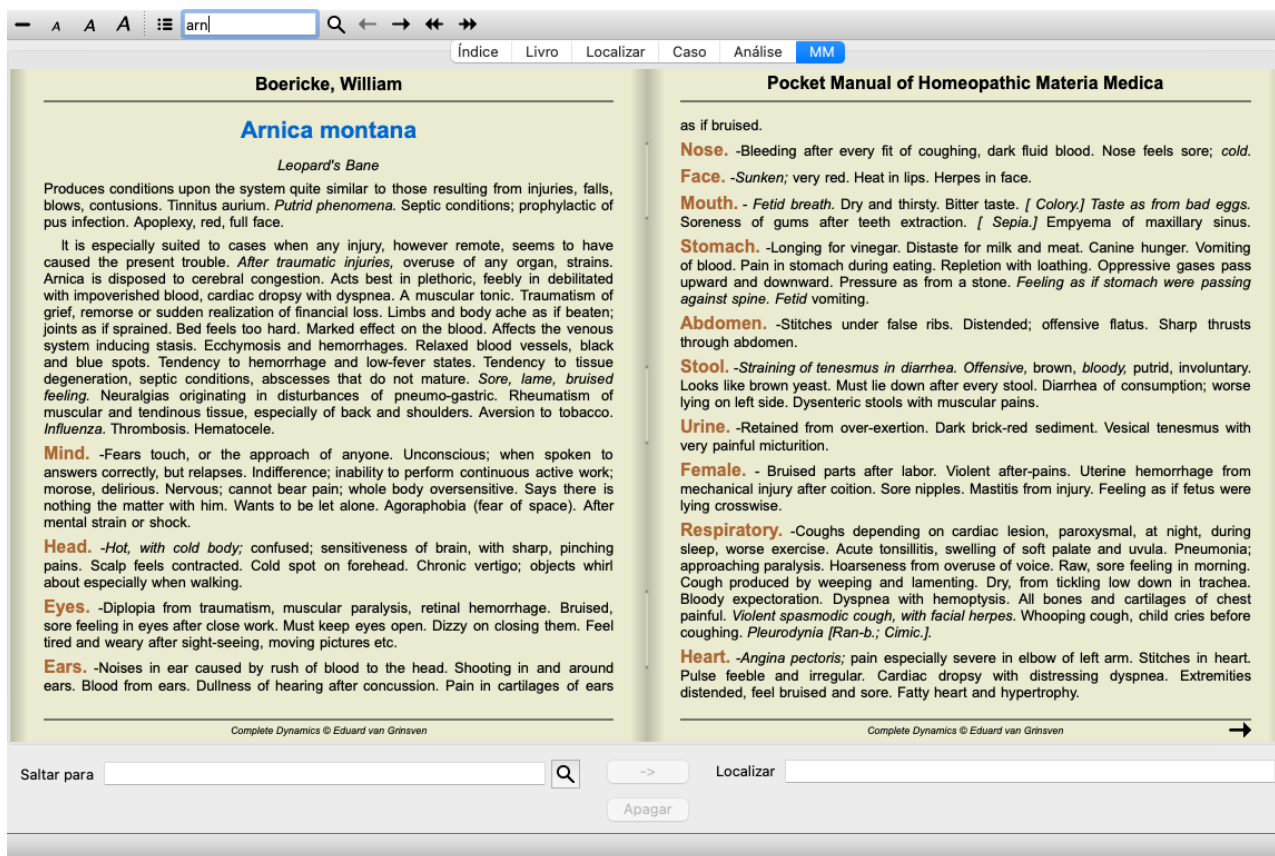 A A A arn
Índice Livro Localizar Caso Análise MM
Boericke, William
Arnica montana
Leopard's Bane
Produces conditions upon the system quite similar to those resulting from injuries, falls,
blows, contusions. Tinnitus aurium. Putrid phenomena. Septic conditions; prophylactic of
pus infection. Apoplexy, red, full face.
It is especially suited to cases when any injury, however remote, seems to have
caused the present trouble. After traumatic injuries, overuse of any organ, strains.
Arnica is disposed to cerebral congestion. Acts best in plethoric, feebly in debilitated
with impoverished blood, cardiac dropsy with dyspnea. A muscular tonic. Traumatism of
grief, remorse or sudden realization of financial loss. Limbs and body ache as if beaten;
joints as if sprained. Bed feels too hard. Marked effect on the blood. Affects the venous
system inducing stasis. Ecchymosis and hemorrhages. Relaxed blood vessels, black
and blue spots. Tendency to hemorrhage and low-fever states. Tendency to tissue
degeneration, septic conditions, abscesses that do not mature. Sore, lame, bruised
feeling. Neuralgias originating in disturbances of pneumo-gastric. Rheumatism of
muscular and tendinous tissue, especially of back and shoulders. Aversion to tobacco.
Influenza. Thrombosis. Hematocele.
Mind. -Fears touch, or the approach of anyone. Unconscious; when spoken to
answers correctly, but relapses. Indifference; inability to perform continuous active work;
morose, delirious. Nervous; cannot bear pain; whole body oversensitive. Says there is
nothing the matter with him. Wants to be let alone. Agoraphobia (fear of space). After
mental strain or shock.
Head. -Hot, with cold body; confused; sensitiveness of brain, with sharp, pinching
pains. Scalp feels contracted. Cold spot on forehead. Chronic vertigo; objects whirl
about especially when walking.
Eyes. -Diplopia from traumatism, muscular paralysis, retinal hemorrhage. Bruised,
sore feeling in eyes after close work. Must keep eyes open. Dizzy on closing them. Feel
tired and weary after sight-seeing, moving pictures etc.
Ears. -Noises in ear caused by rush of blood to the head. Shooting in and around
ears. Blood from ears. Dullness of hearing after concussion. Pain in cartilages of ears
Complete Dynamics © Eduard van Grinsven
Pocket Manual of Homeopathic Materia Medica
as if bruised.
Nose. -Bleeding after every fit of coughing, dark fluid blood. Nose feels sore; cold.
Face. -Sunken; very red. Heat in lips. Herpes in face.
Mouth. - Fetid breath. Dry and thirsty. Bitter taste. [ Colory.] Taste as from bad eggs.
Soreness of gums after teeth extraction. [ Sepia.] Empyema of maxillary sinus.
Stomach. -Longing for vinegar. Distaste for milk and meat. Canine hunger. Vomiting
of blood. Pain in stomach during eating. Repletion with loathing. Oppressive gases pass
upward and downward. Pressure as from a stone. Feeling as if stomach were passing
against spine. Fetid vomiting.
Abdomen. -Stitches under false ribs. Distended; offensive flatus. Sharp thrusts
through abdomen.
Stool. -Straining of tenesmus in diarrhea. Offensive, brown, bloody, putrid, involuntary.
Looks like brown yeast. Must lie down after every stool. Diarrhea of consumption; worse
lying on left side. Dysenteric stools with muscular pains.
Urine. -Retained from over-exertion. Dark brick-red sediment. Vesical tenesmus with
very painful micturition.
Female. - Bruised parts after labor. Violent after-pains. Uterine hemorrhage from
mechanical injury after coition. Sore nipples. Mastitis from injury. Feeling as if fetus were
lying crosswise.
Respiratory. -Coughs depending on cardiac lesion, paroxysmal, at night, during
sleep, worse exercise. Acute tonsillitis, swelling of soft palate and uvula. Pneumonia;
approaching paralysis. Hoarseness from overuse of voice. Raw, sore feeling in morning.
Cough produced by weeping and lamenting. Dry, from tickling low down in trachea.
Bloody expectoration. Dyspnea with hemoptysis. All bones and cartilages of chest
painful. Violent spasmodic cough, with facial herpes. Whooping cough, child cries before
coughing. Pleurodynia [Ran-b.; Cimic.].
Heart. -Angina pectoris; pain especially severe in elbow of left arm. Stitches in heart.
Pulse feeble and irregular. Cardiac dropsy with distressing dyspnea. Extremities
distended, feel bruised and sore. Fatty heart and hypertrophy.
Complete Dynamics © Eduard van Grinsven
Saltar para -> Localizar
Apagar